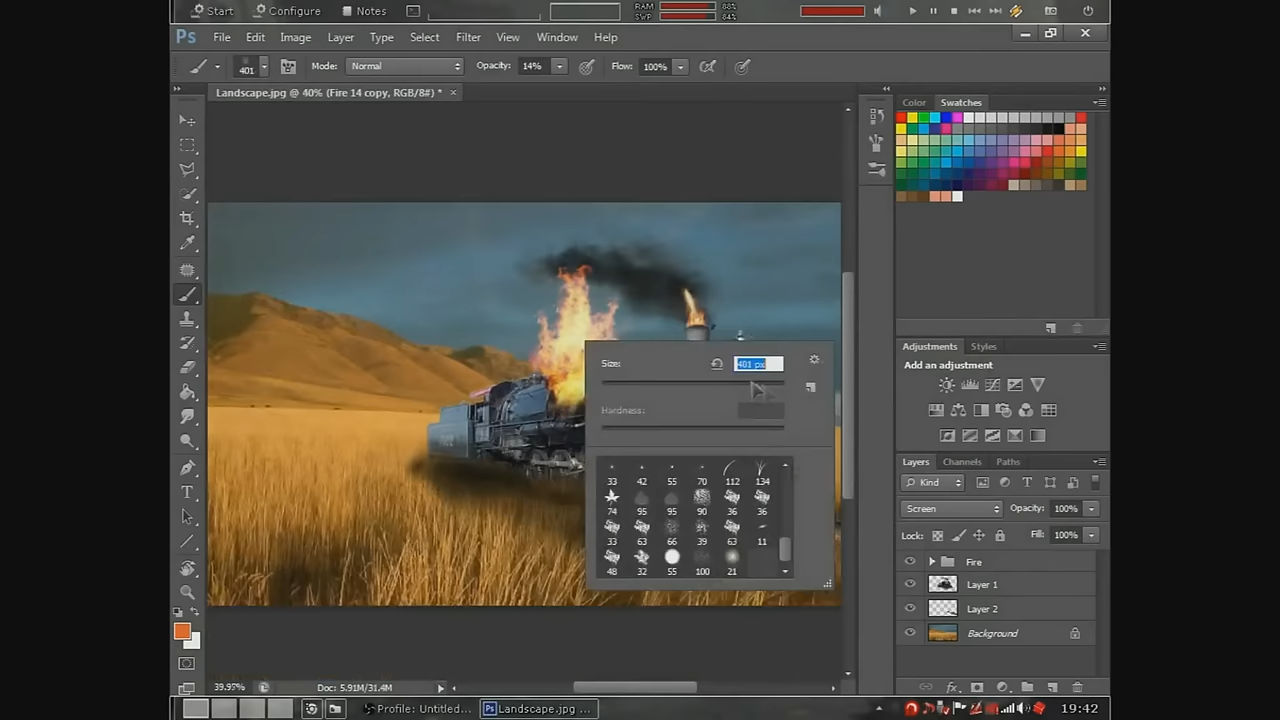 Start Configure Notes RAM 88%
SWP 84%
Ps File Edit Image Layer Type Select Filter View Window Help
401 Mode: Normal Opacity: 14% Flow: 100%
Landscape.jpg @ 40% (Fire 14 copy, RGB/8#) * ×
Color Swatches
Adjustments Styles
Add an adjustment
Size: 401 px
Hardness:
33 42 55 70 112 134
74 95 95 90 36 36
33 63 66 39 63 11
48 32 55 100 21
Layers Channels Paths
Kind
Screen Opacity: 100%
Lock: Fill: 100%
Fire
Layer 1
Layer 2
Background
39.97% Doc: 5.91M/31.4M
Profile: Untitled... Ps Landscape.jpg ... 19:42